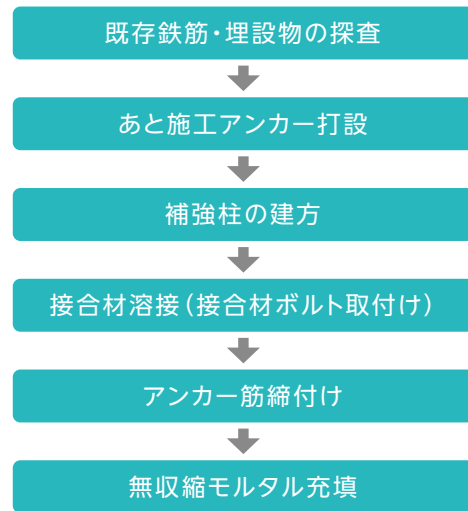 既存鉄筋・埋設物の探査
あと施工アンカー打設
補強柱の建方
接合材溶接(接合材ボルト取付け)
アンカー筋締付け
無収縮モルタル充填